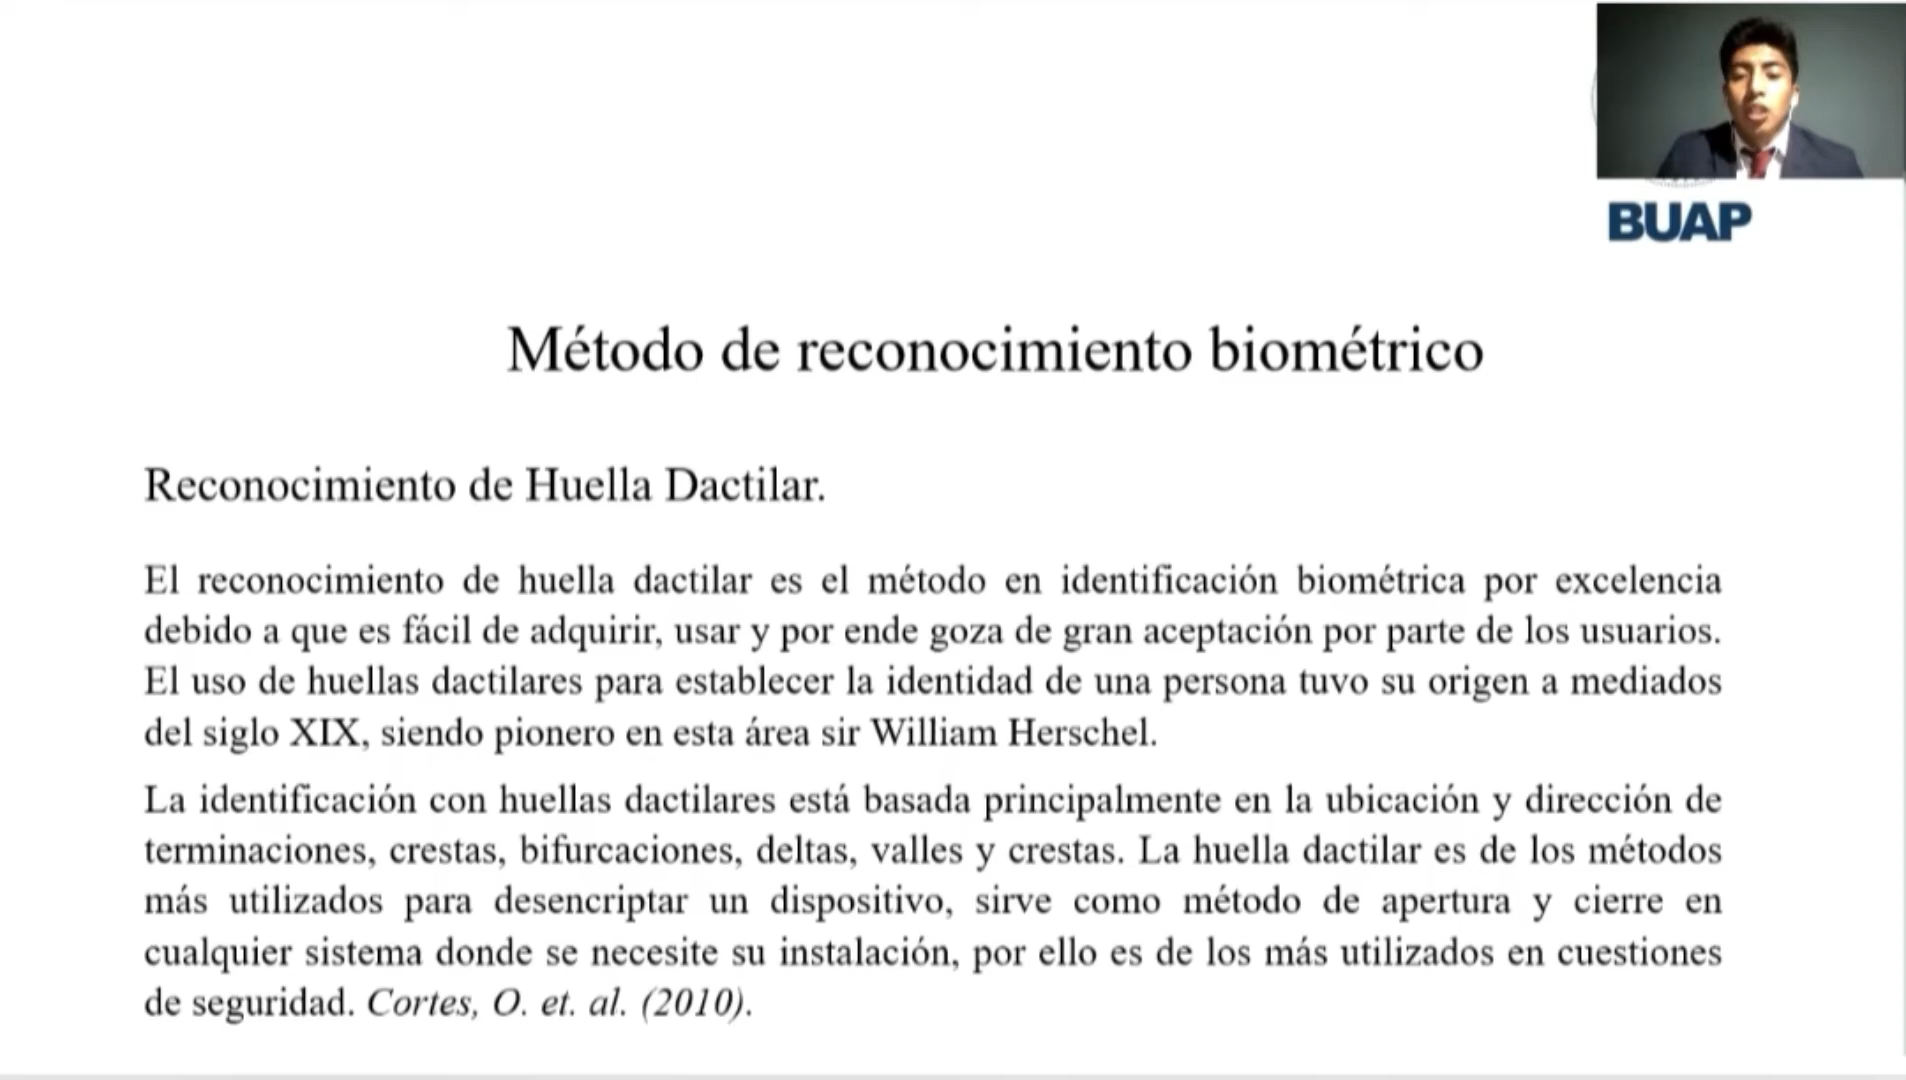 BUAP
Método de reconocimiento biométrico
Reconocimiento de Huella Dactilar.
El reconocimiento de huella dactilar es el método en identificación biométrica por excelencia
debido a que es fácil de adquirir, usar y por ende goza de gran aceptación por parte de los usuarios.
El uso de huellas dactilares para establecer la identidad de una persona tuvo su origen a mediados
del siglo XIX, siendo pionero en esta área sir William Herschel.
La identificación con huellas dactilares está basada principalmente en la ubicación y dirección de
terminaciones, crestas, bifurcaciones, deltas, valles y crestas. La huella dactilar es de los métodos
más utilizados para desencriptar un dispositivo, sirve como método de apertura y cierre en
cualquier sistema donde se necesite su instalación, por ello es de los más utilizados en cuestiones
de seguridad. Cortes, O. et. al. (2010).